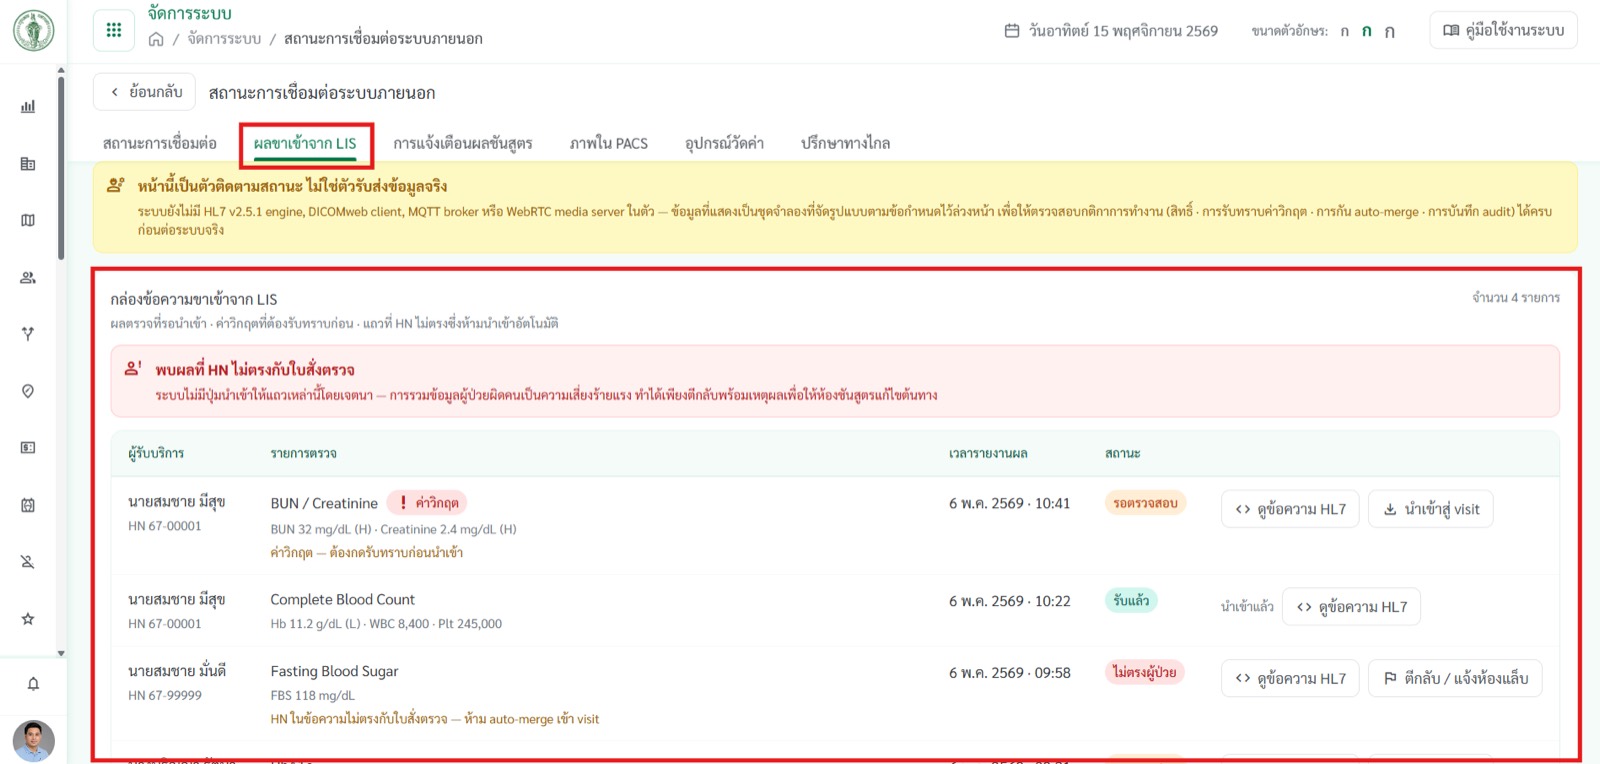 จัดการระบบ
/ จัดการระบบ / สถานะการเชื่อมต่อระบบภายนอก
วันอาทิตย์ 15 พฤศจิกายน 2569
ขนาดตัวอักษร: ก ก ก
คู่มือใช้งานระบบ
ย้อนกลับ
สถานะการเชื่อมต่อระบบภายนอก
สถานะการเชื่อมต่อ
ผลขาเข้าจาก LIS
การแจ้งเตือนผลชันสูตร
ภาพใน PACS
อุปกรณ์วัดค่า
ปรึกษาทางไกล
หน้านี้เป็นตัวติดตามสถานะ ไม่ใช่ตัวรับส่งข้อมูลจริง
ระบบยังไม่มี HL7 v2.5.1 engine, DICOMweb client, MQTT broker หรือ WebRTC media server ในตัว — ข้อมูลที่แสดงเป็นชุดจำลองที่จัดรูปแบบตามข้อกำหนดไว้ล่วงหน้า เพื่อให้ตรวจสอบกติกาการทำงาน (สิทธิ์ · การรับทราบค่าวิกฤต · การกัน auto-merge · การบันทึก audit) ได้ครบ
ก่อนต่อระบบจริง
กล่องข้อความขาเข้าจาก LIS
จำนวน 4 รายการ
ผลตรวจที่รอนำเข้า · ค่าวิกฤตที่ต้องรับทราบก่อน · แถวที่ HN ไม่ตรงซึ่งห้ามนำเข้าอัตโนมัติ
พบผลที่ HN ไม่ตรงกับใบสั่งตรวจ
ระบบไม่มีปุ่มนำเข้าให้แถวเหล่านี้โดยเจตนา — การรวมข้อมูลผู้ป่วยผิดคนเป็นความเสี่ยงร้ายแรง ทำได้เพียงตีกลับพร้อมเหตุผลเพื่อให้ห้องชันสูตรแก้ไขต้นทาง
ผู้รับบริการ
รายการตรวจ
เวลารายงานผล
สถานะ
นายสมชาย มีสุข
HN 67-00001
BUN / Creatinine
ค่าวิกฤต
BUN 32 mg/dL (H) · Creatinine 2.4 mg/dL (H)
ค่าวิกฤต — ต้องกดรับทราบก่อนนำเข้า
6 พ.ค. 2569 · 10:41
รอตรวจสอบ
ดูข้อความ HL7
นำเข้าสู่ visit
นายสมชาย มีสุข
HN 67-00001
Complete Blood Count
Hb 11.2 g/dL (L) · WBC 8,400 · Plt 245,000
6 พ.ค. 2569 · 10:22
รับแล้ว
นำเข้าแล้ว
ดูข้อความ HL7
นายสมชาย มั่นดี
HN 67-99999
Fasting Blood Sugar
FBS 118 mg/dL
HN ในข้อความไม่ตรงกับใบสั่งตรวจ — ห้าม auto-merge เข้า visit
6 พ.ค. 2569 · 09:58
ไม่ตรงผู้ป่วย
ดูข้อความ HL7
ตีกลับ / แจ้งห้องแล็บ